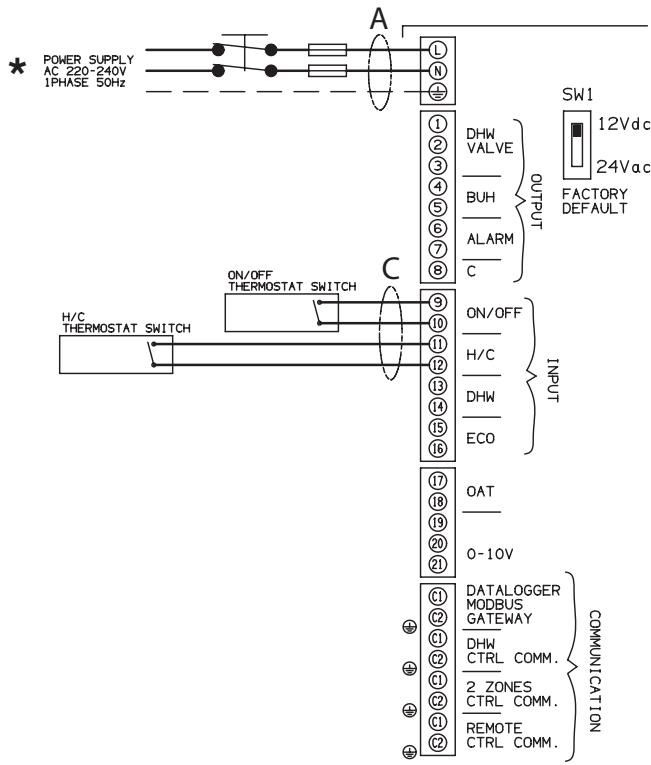 A
*
POWER SUPPLY
AC 220-240V
1PHASE 50Hz
L
N
SW1
12Vdc
24Vac
FACTORY
DEFAULT
1
2
3
DHW
VALVE
4
5
BUH
6
7
ALARM
8
C
OUTPUT
C
ON/OFF
THERMOSTAT SWITCH
H/C
THERMOSTAT SWITCH
9
10
ON/OFF
11
12
H/C
13
14
DHW
15
16
ECO
INPUT
17
18
OAT
19
20
21
0-10V
C1
C2
DATALOGGER
MODBUS
GATEWAY
C1
C2
DHW
CTRL COMM.
C1
C2
2 ZONES
CTRL COMM.
C1
C2
REMOTE
CTRL COMM.
COMMUNICATION